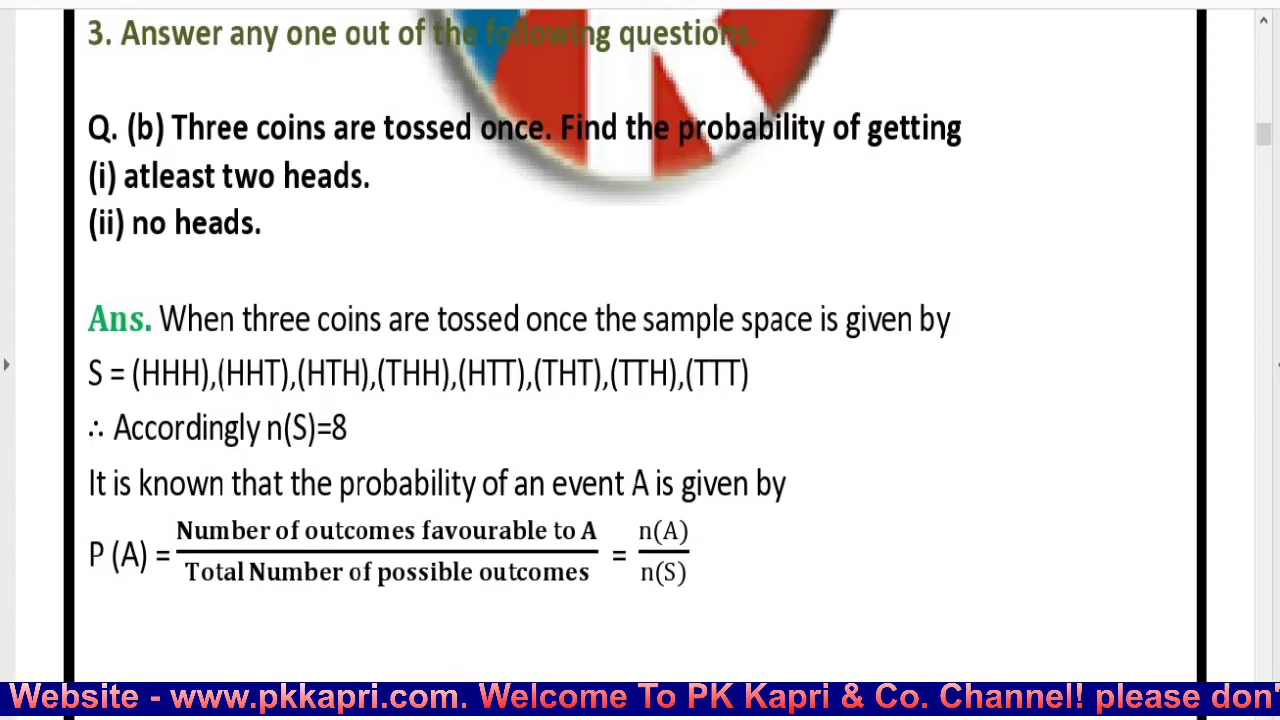 3. Answer any one out of the following questions.
Q. (b) Three coins are tossed once. Find the probability of getting
(i) atleast two heads.
(ii) no heads.
Ans. When three coins are tossed once the sample space is given by
S = (HHH),(HHT),(HTH),(THH),(HTT),(THT),(TTH),(TTT)
∴ Accordingly n(S)=8
It is known that the probability of an event A is given by
P (A) = Number of outcomes favourable to A / Total Number of possible outcomes = n(A) / n(S)
Website - www.pkkapri.com. Welcome To PK Kapri & Co. Channel! please don'